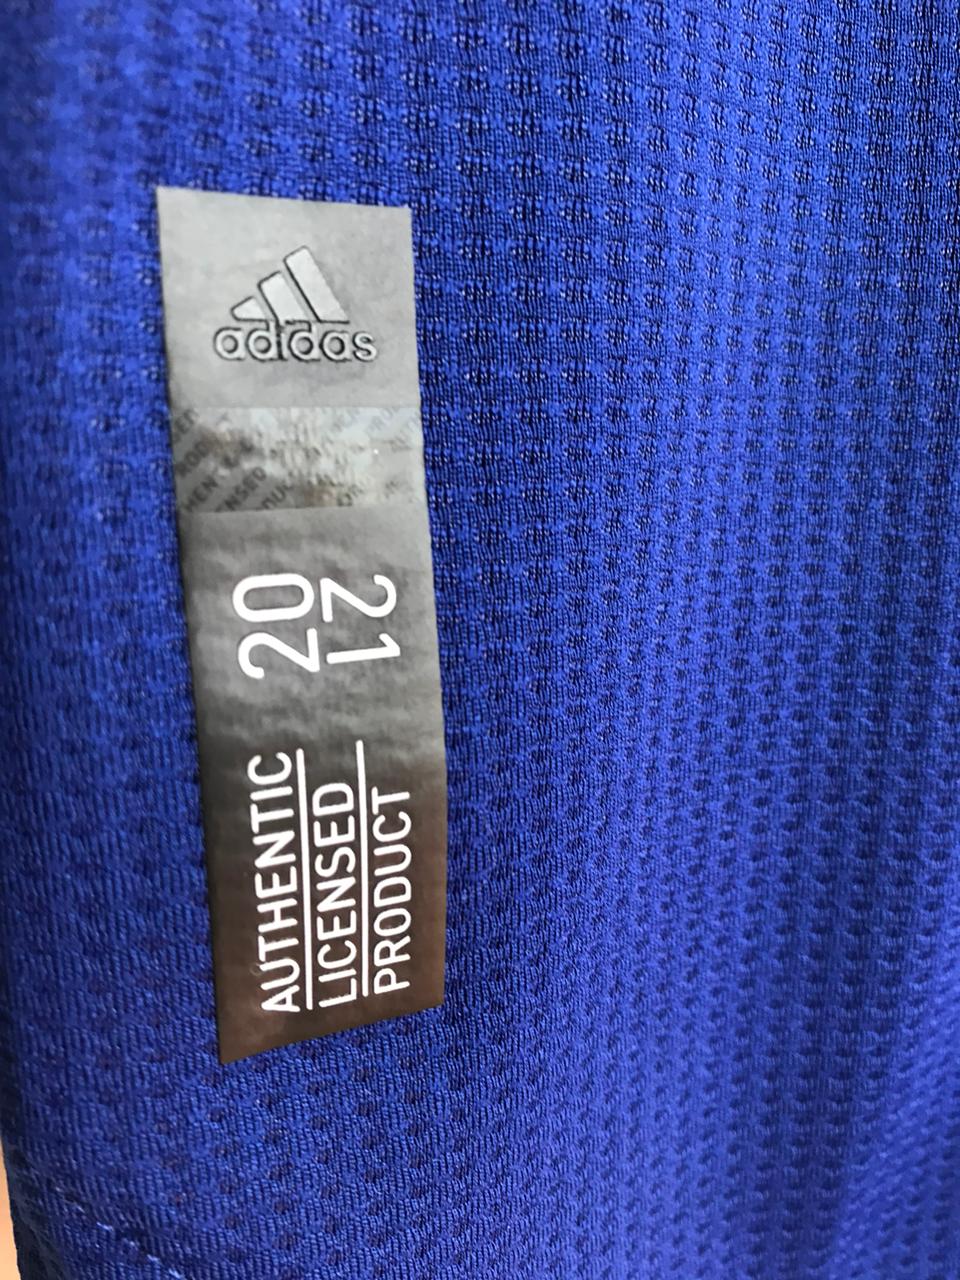 adidas
20
21
AUTHENTIC
LICENSED
PRODUCT